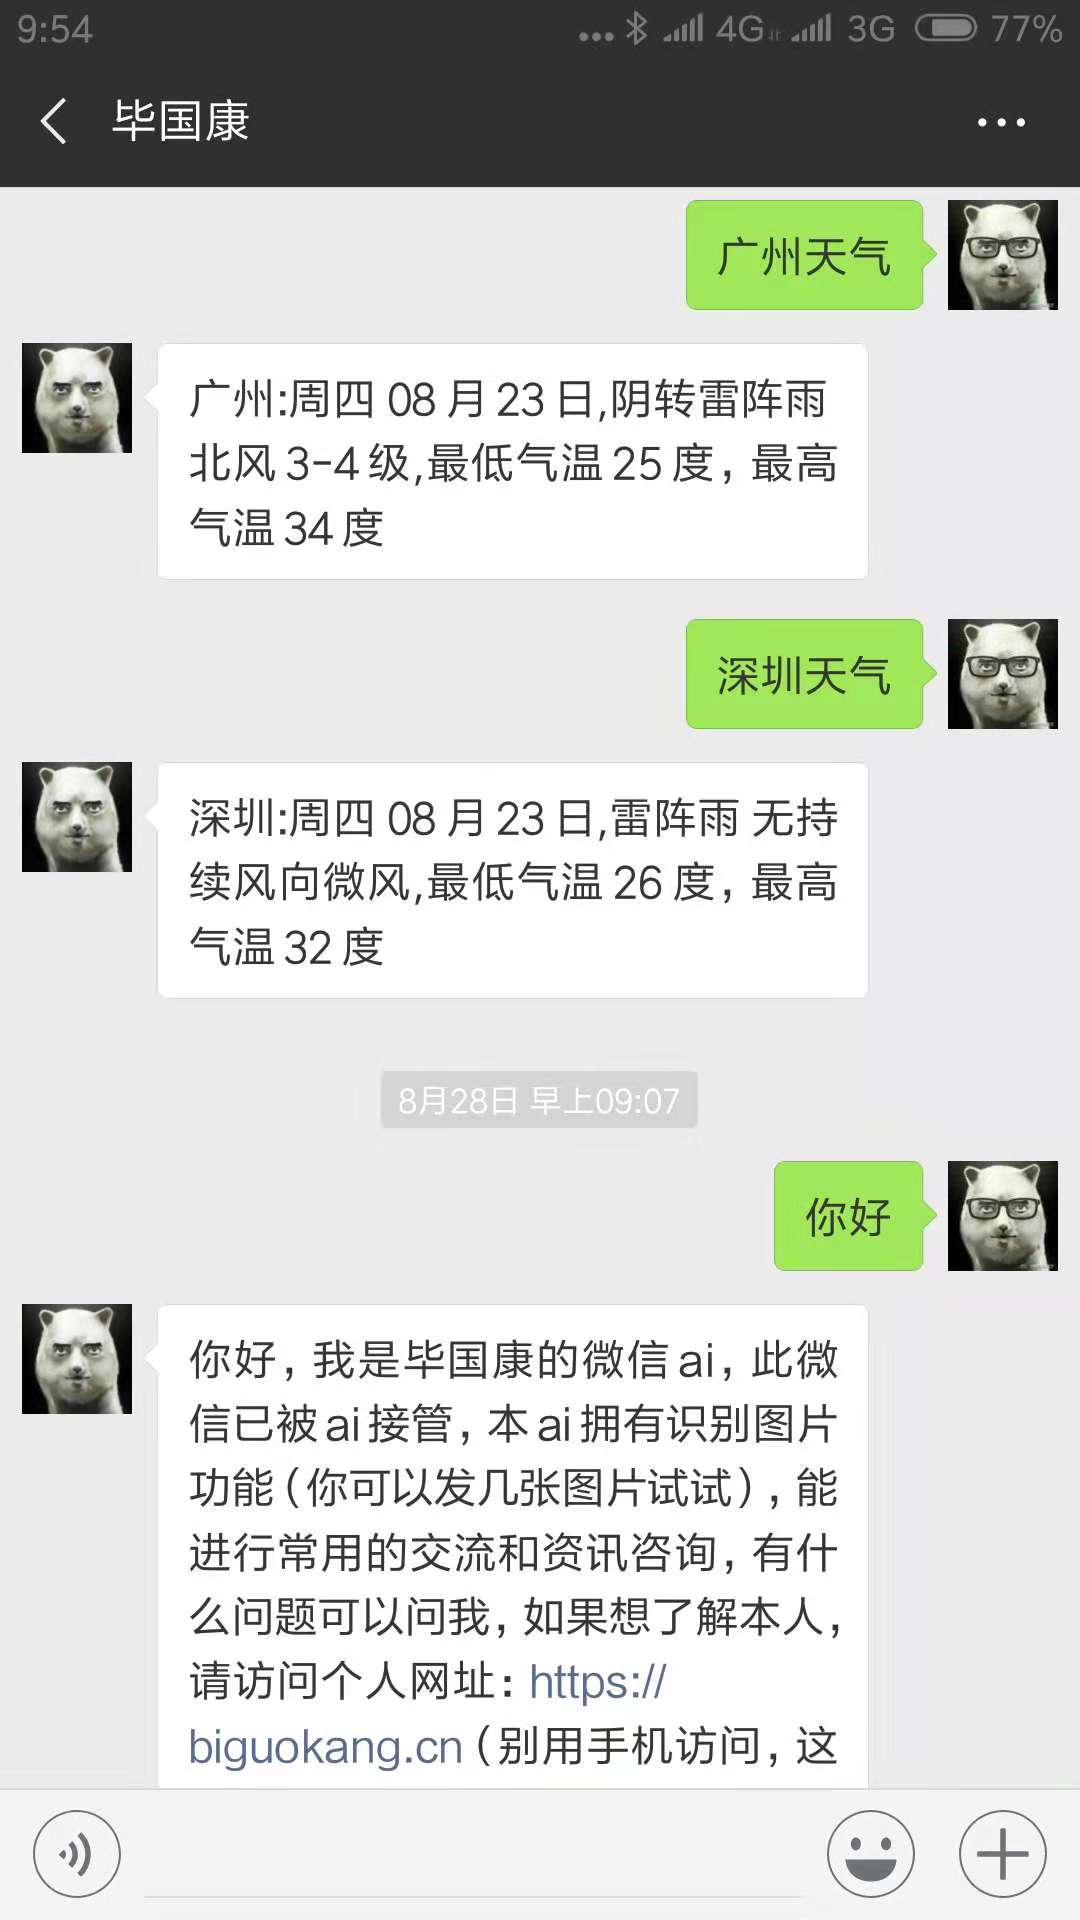 9:54
4G 3G 77%
毕国康
广州天气
广州:周四 08 月 23 日,阴转雷阵雨
北风 3-4 级,最低气温 25 度，最高
气温 34 度
深圳天气
深圳:周四 08 月 23 日,雷阵雨 无持
续风向微风,最低气温 26 度，最高
气温 32 度
8月28日 早上09:07
你好
你好，我是毕国康的微信 ai，此微
信已被 ai 接管，本 ai 拥有识别图片
功能（你可以发几张图片试试），能
进行常用的交流和资讯咨询，有什
么问题可以问我，如果想了解本人，
请访问个人网址：https://
biguokang.cn（别用手机访问，这